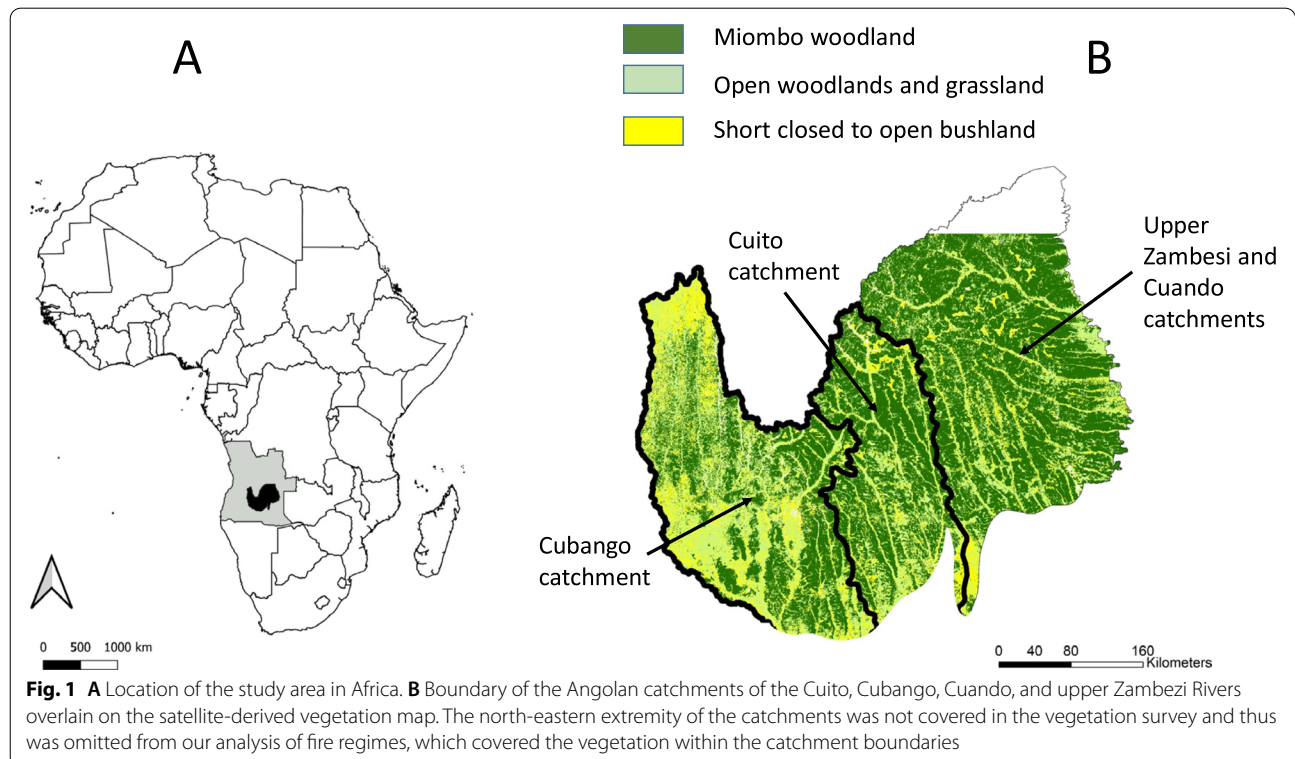 A
Miombo woodland
Open woodlands and grassland
Short closed to open bushland
B
Cuito
catchment
Upper
Zambesi and
Cuando
catchments
Cubango
catchment
0 500 1000 km
0 40 80 160
Kilometers
Fig. 1 A Location of the study area in Africa. B Boundary of the Angolan catchments of the Cuito, Cubango, Cuando, and upper Zambezi Rivers
overlain on the satellite-derived vegetation map. The north-eastern extremity of the catchments was not covered in the vegetation survey and thus
was omitted from our analysis of fire regimes, which covered the vegetation within the catchment boundaries